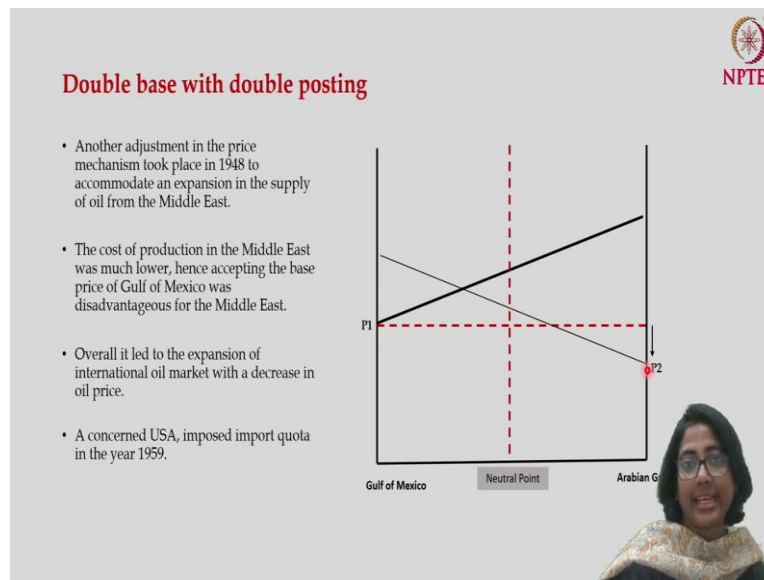 NPTE
Double base with double posting
• Another adjustment in the price
mechanism took place in 1948 to
accommodate an expansion in the supply
of oil from the Middle East.
• The cost of production in the Middle East
was much lower, hence accepting the base
price of Gulf of Mexico was
disadvantageous for the Middle East.
• Overall it led to the expansion of
international oil market with a decrease in
oil price.
• A concerned USA, imposed import quota
in the year 1959.
P1
P2
Gulf of Mexico
Neutral Point
Arabian G